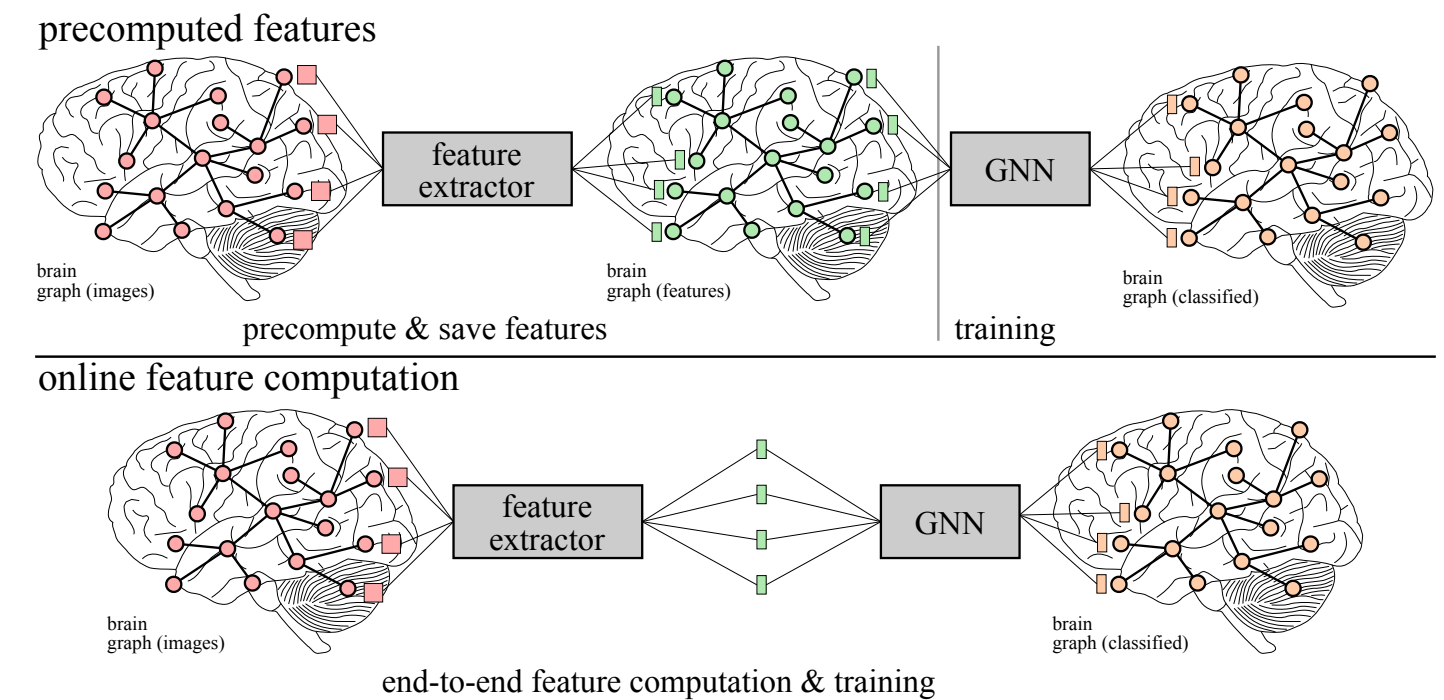 precomputed features
feature
extractor
GNN
brain
graph (images)
brain
graph (features)
brain
graph (classified)
precompute & save features
training
online feature computation
feature
extractor
GNN
brain
graph (images)
brain
graph (classified)
end-to-end feature computation & training